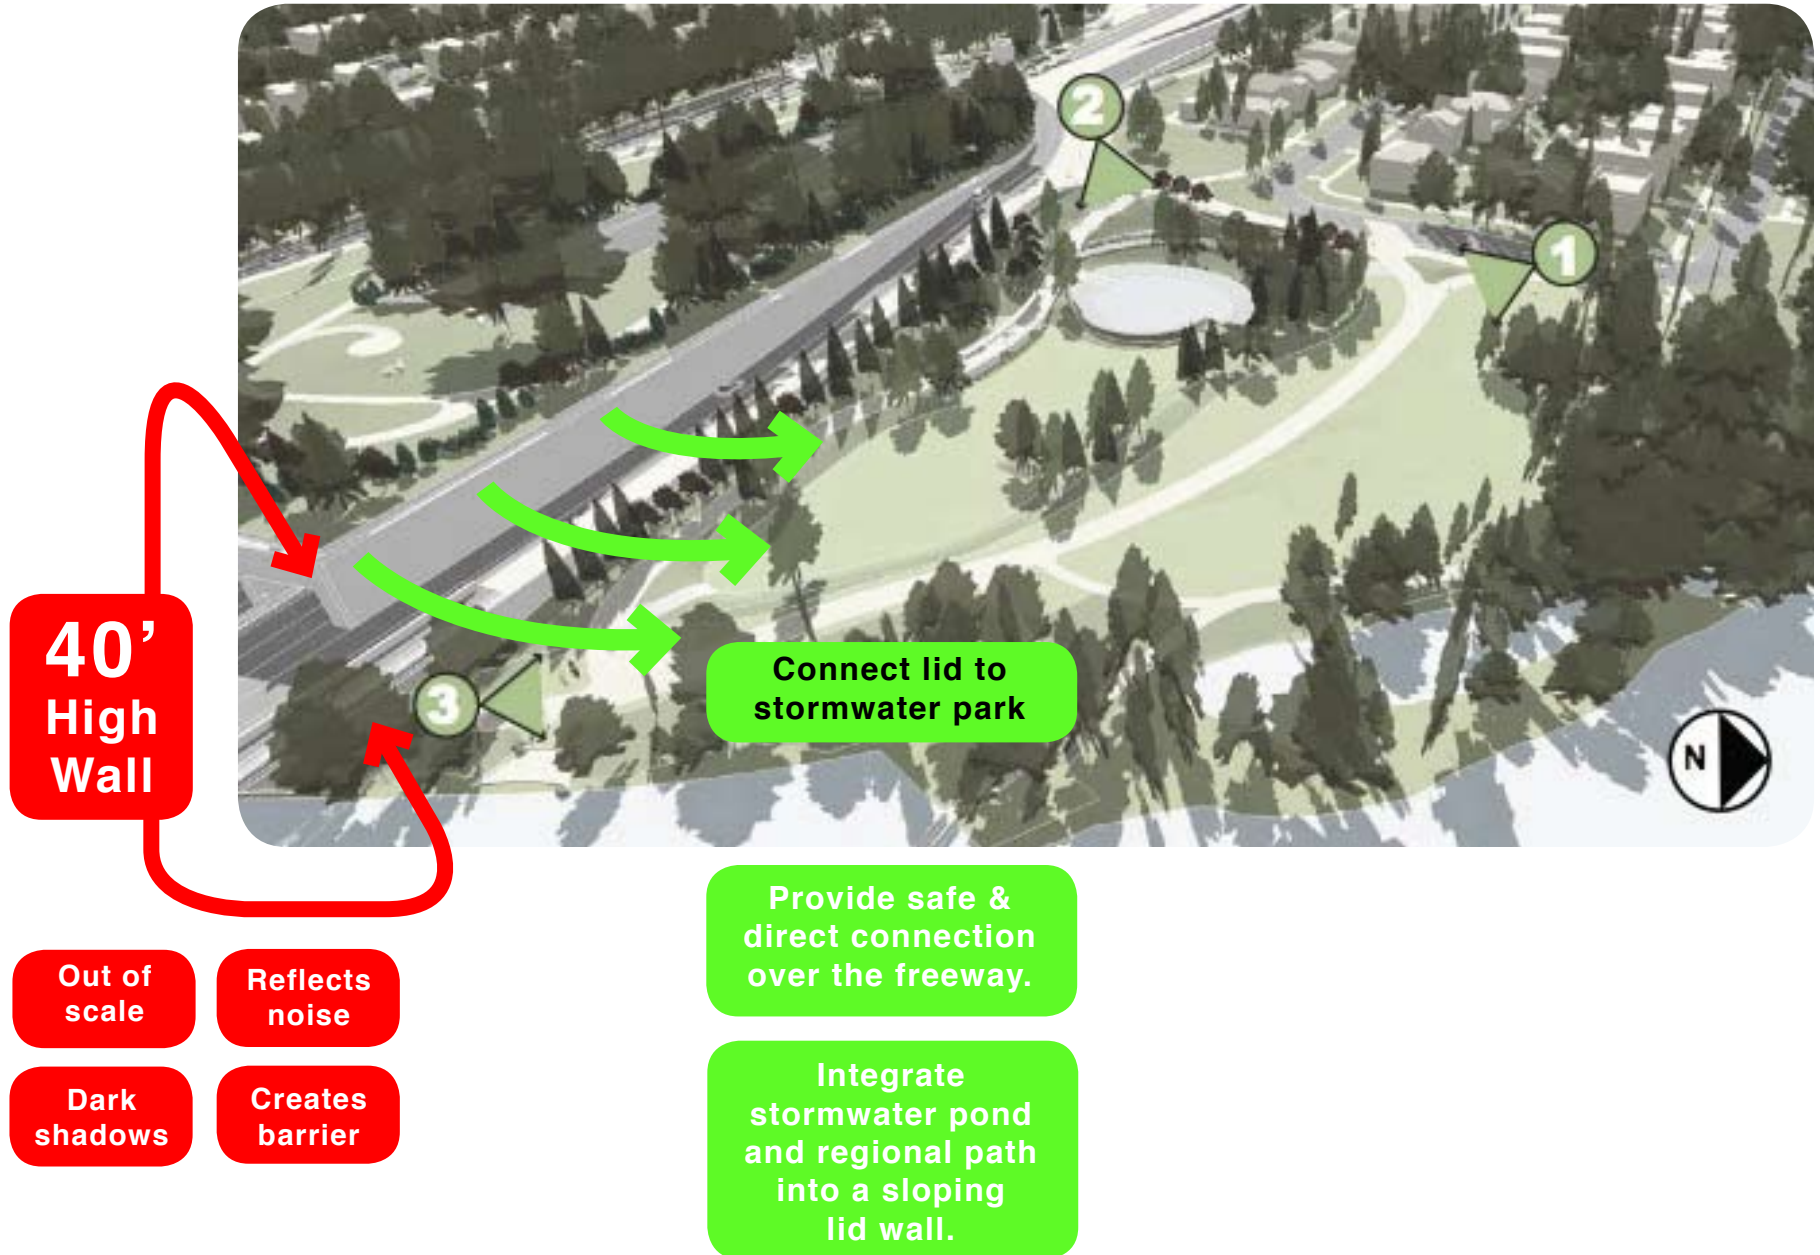 2
1
40’
High
Wall
3
Connect lid to
stormwater park
N
Provide safe &
direct connection
over the freeway.
Out of
scale
Reflects
noise
Dark
shadows
Creates
barrier
Integrate
stormwater pond
and regional path
into a sloping
lid wall.